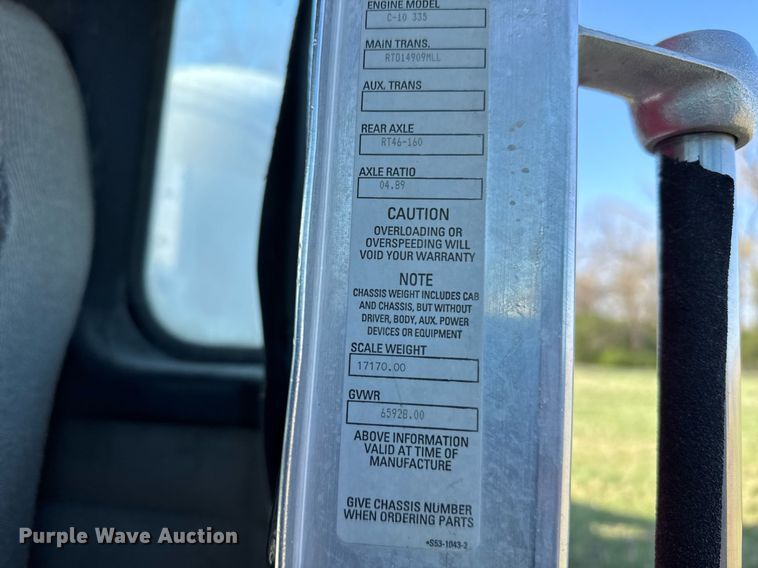 ENGINE MODEL
C-10 335
MAIN TRANS.
RTO14909MLL
AUX. TRANS
REAR AXLE
RT46-160
AXLE RATIO
04.89
CAUTION
OVERLOADING OR
OVERSPEEDING WILL
VOID YOUR WARRANTY
NOTE
CHASSIS WEIGHT INCLUDES CAB
AND CHASSIS, BUT WITHOUT
DRIVER, BODY, AUX. POWER
DEVICES OR EQUIPMENT
SCALE WEIGHT
17170.00
GVWR
65928.00
ABOVE INFORMATION
VALID AT TIME OF
MANUFACTURE
GIVE CHASSIS NUMBER
WHEN ORDERING PARTS
*S53-1043-2
Purple Wave Auction